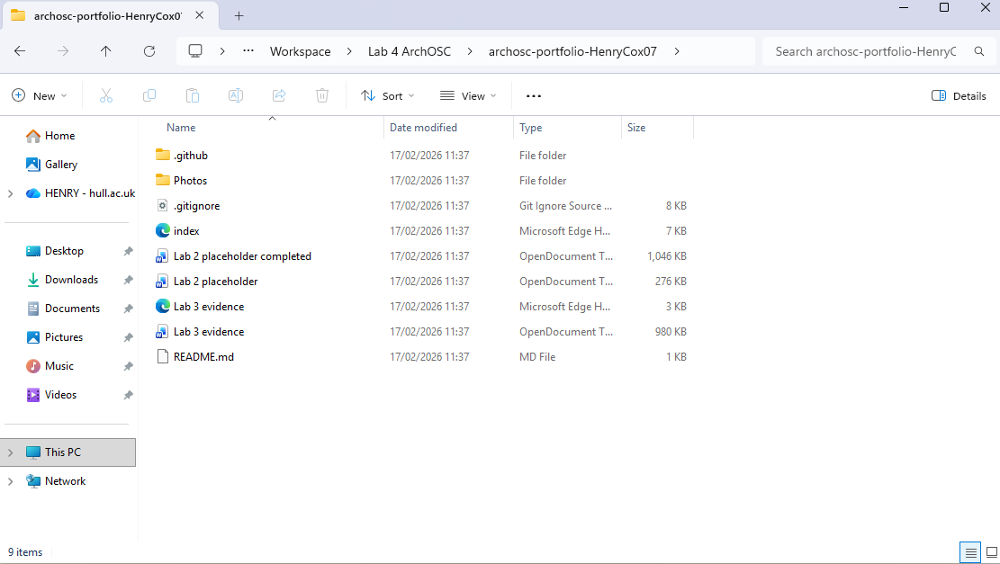 archosc-portfolio-HenryCox0
Workspace
Lab 4 ArchOSC
archosc-portfolio-HenryCox07
Search archosc-portfolio-HenryC
New
Sort
View
Details
Name Date modified Type Size
Home
Gallery
HENRY - hull.ac.uk
Desktop
Downloads
Documents
Pictures
Music
Videos
This PC
Network
.github 17/02/2026 11:37 File folder
Photos 17/02/2026 11:37 File folder
.gitignore 17/02/2026 11:37 Git Ignore Source ... 8 KB
index 17/02/2026 11:37 Microsoft Edge H... 7 KB
Lab 2 placeholder completed 17/02/2026 11:37 OpenDocument T... 1,046 KB
Lab 2 placeholder 17/02/2026 11:37 OpenDocument T... 276 KB
Lab 3 evidence 17/02/2026 11:37 Microsoft Edge H... 3 KB
Lab 3 evidence 17/02/2026 11:37 OpenDocument T... 980 KB
README.md 17/02/2026 11:37 MD File 1 KB
9 items